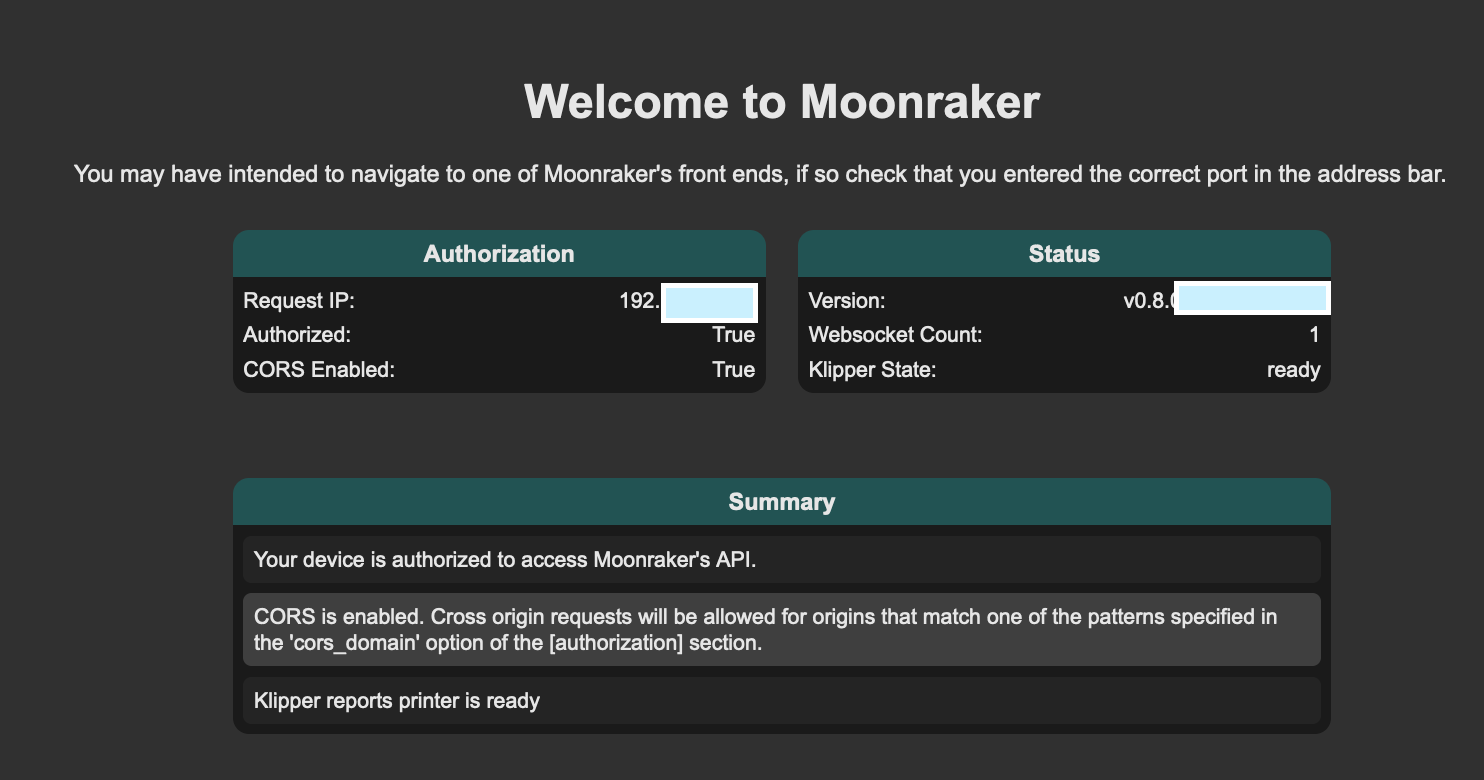 Welcome to Moonraker
You may have intended to navigate to one of Moonraker's front ends, if so check that you entered the correct port in the address bar.
Authorization
Request IP: 192.
Authorized: True
CORS Enabled: True
Status
Version: v0.8.
Websocket Count: 1
Klipper State: ready
Summary
Your device is authorized to access Moonraker's API.
CORS is enabled. Cross origin requests will be allowed for origins that match one of the patterns specified in
the 'cors_domain' option of the [authorization] section.
Klipper reports printer is ready